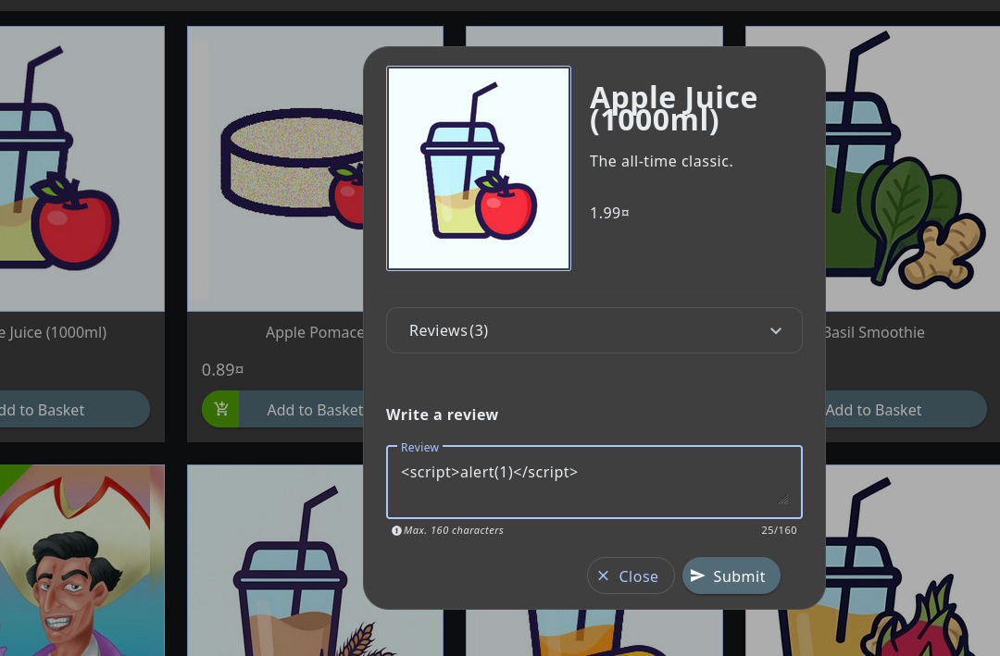 Apple Juice
(1000ml)
The all-time classic.
1.99¤
Reviews (3)
Write a review
Review
<script>alert(1)</script>
Max. 160 characters
25/160
Close
Submit
e Juice (1000ml)
Apple Pomace
Basil Smoothie
0.89¤
dd to Basket
Add to Basket
Add to Basket